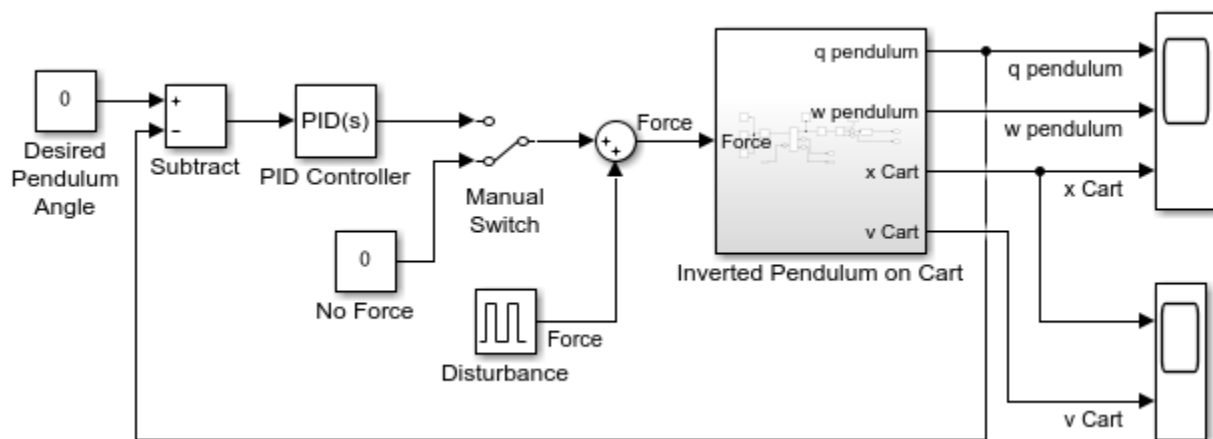 0
Desired
Pendulum
Angle
+
−
Subtract
PID(s)
PID Controller
Manual
Switch
0
No Force
Disturbance
Force
+
+
Force
Force
q pendulum
w pendulum
x Cart
v Cart
Inverted Pendulum on Cart
q pendulum
w pendulum
x Cart
v Cart